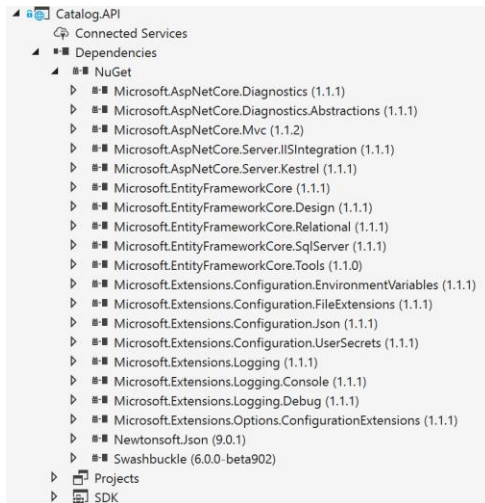 Catalog.API
Connected Services
Dependencies
NuGet
Microsoft.AspNetCore.Diagnostics (1.1.1)
Microsoft.AspNetCore.Diagnostics.Abstractions (1.1.1)
Microsoft.AspNetCore.Mvc (1.1.2)
Microsoft.AspNetCore.Server.IISIntegration (1.1.1)
Microsoft.AspNetCore.Server.Kestrel (1.1.1)
Microsoft.EntityFrameworkCore (1.1.1)
Microsoft.EntityFrameworkCore.Design (1.1.1)
Microsoft.EntityFrameworkCore.Relational (1.1.1)
Microsoft.EntityFrameworkCore.SqlServer (1.1.1)
Microsoft.EntityFrameworkCore.Tools (1.1.0)
Microsoft.Extensions.Configuration.EnvironmentVariables (1.1.1)
Microsoft.Extensions.Configuration.FileExtensions (1.1.1)
Microsoft.Extensions.Configuration.Json (1.1.1)
Microsoft.Extensions.Configuration.UserSecrets (1.1.1)
Microsoft.Extensions.Logging (1.1.1)
Microsoft.Extensions.Logging.Console (1.1.1)
Microsoft.Extensions.Logging.Debug (1.1.1)
Microsoft.Extensions.Options.ConfigurationExtensions (1.1.1)
Newtonsoft.Json (9.0.1)
Swashbuckle (6.0.0-beta902)
Projects
SDK